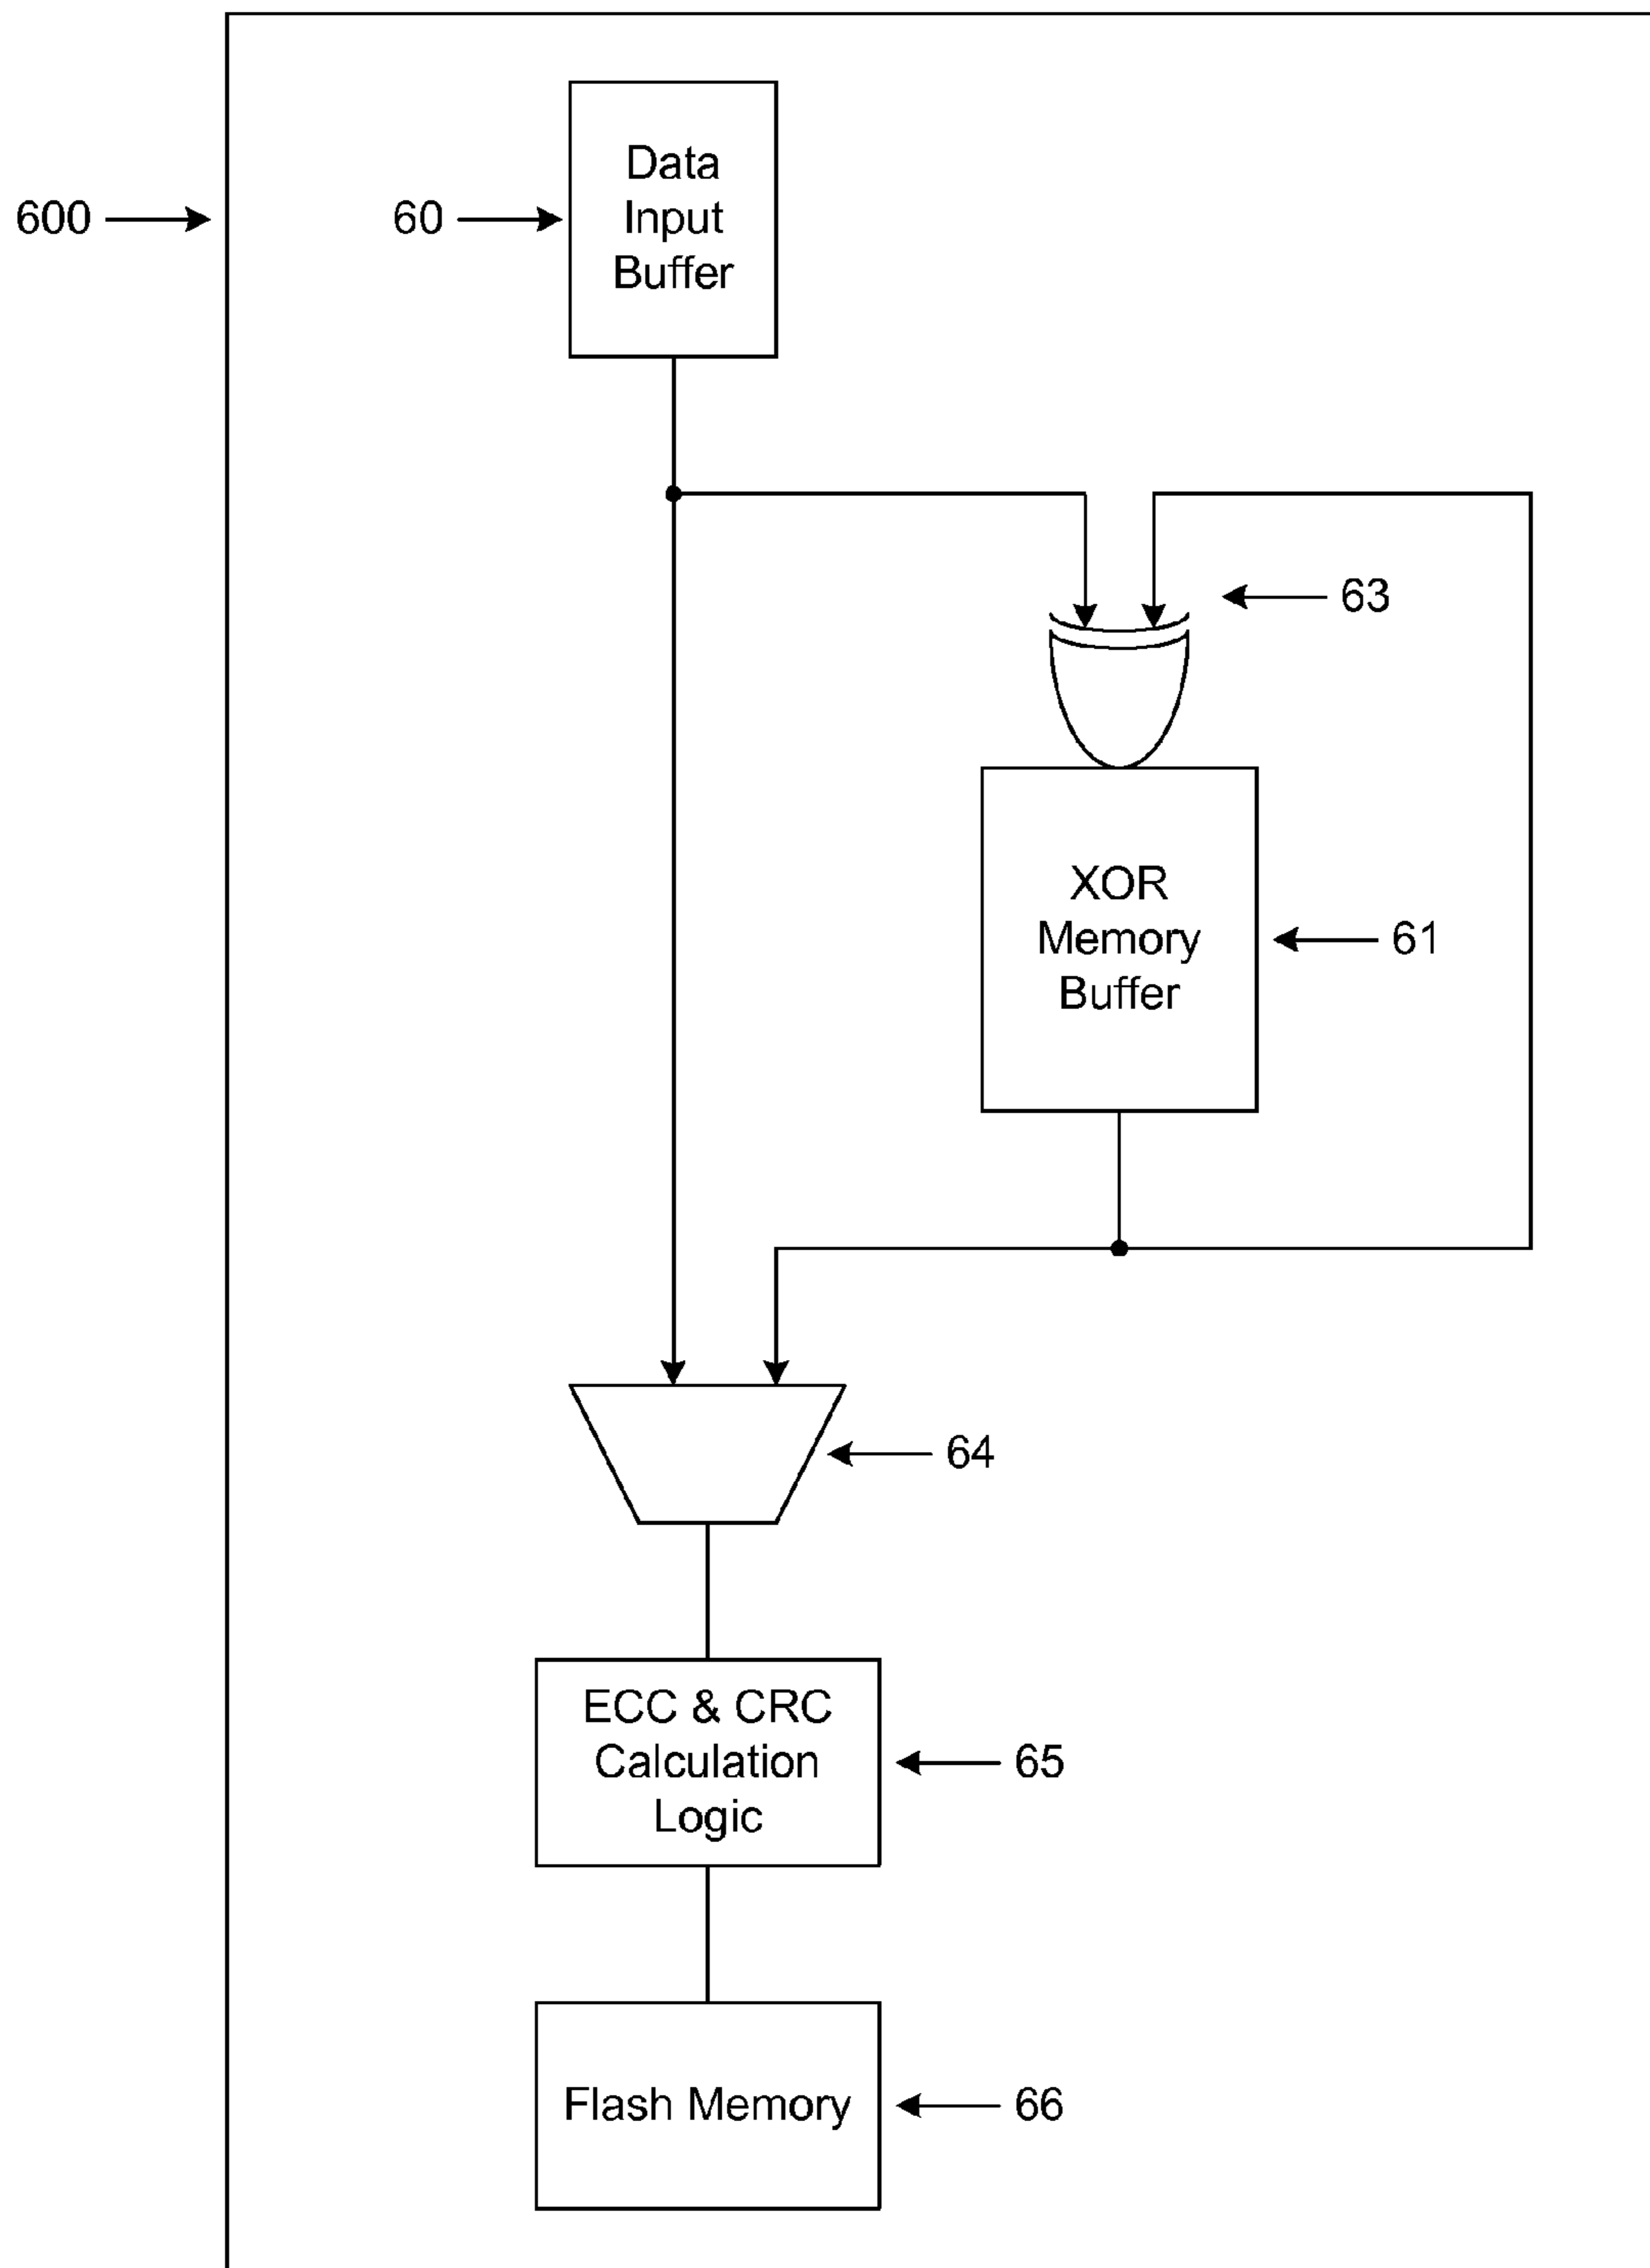 600
60
Data
Input
Buffer
63
XOR
Memory
Buffer
61
64
ECC & CRC
Calculation
Logic
65
Flash Memory
66